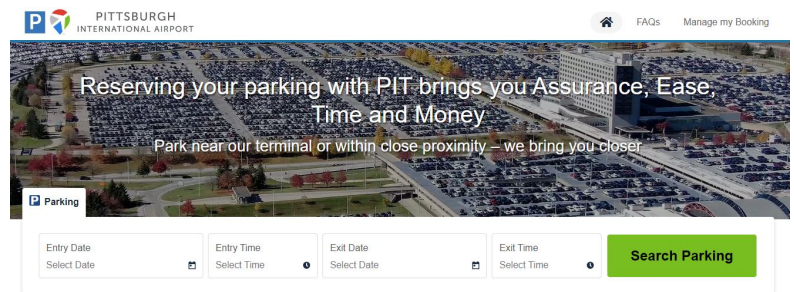 P PITTSBURGH
INTERNATIONAL AIRPORT
FAQs Manage my Booking
Reserving your parking with PIT brings you Assurance, Ease,
Time and Money
Park near our terminal or within close proximity – we bring you closer
P Parking
Entry Date Entry Time Exit Date Exit Time
Select Date Select Time Select Date Select Time
Search Parking